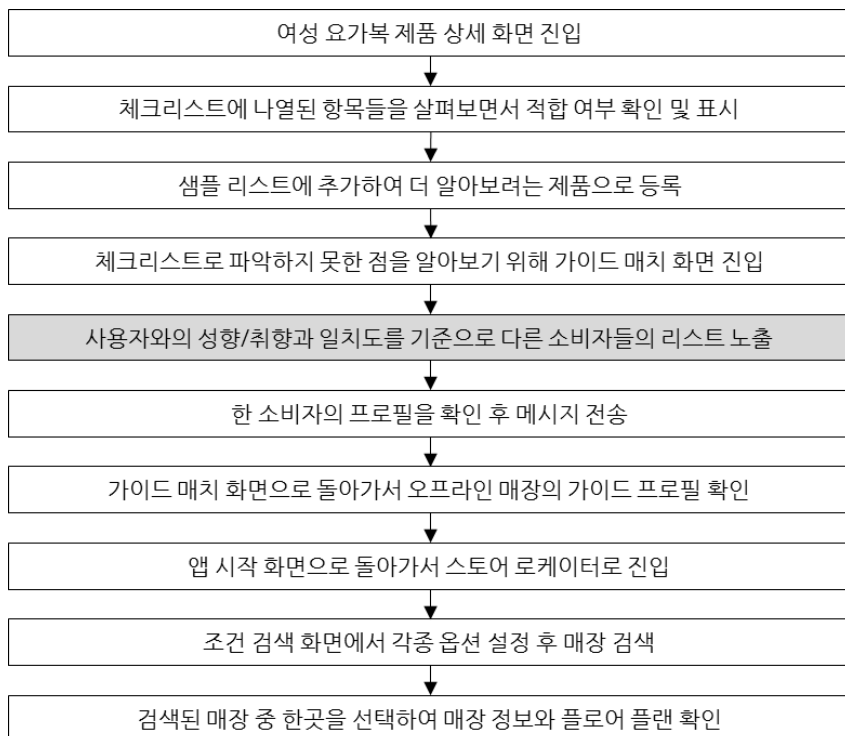 여성 요가복 제품 상세 화면 진입
체크리스트에 나열된 항목들을 살펴보면서 적합 여부 확인 및 표시
샘플 리스트에 추가하여 더 알아보려는 제품으로 등록
체크리스트로 파악하지 못한 점을 알아보기 위해 가이드 매치 화면 진입
사용자와의 성향/취향과 일치도를 기준으로 다른 소비자들의 리스트 노출
한 소비자의 프로필을 확인 후 메시지 전송
가이드 매치 화면으로 돌아가서 오프라인 매장의 가이드 프로필 확인
앱 시작 화면으로 돌아가서 스토어 로케이터로 진입
조건 검색 화면에서 각종 옵션 설정 후 매장 검색
검색된 매장 중 한곳을 선택하여 매장 정보와 플로어 플랜 확인